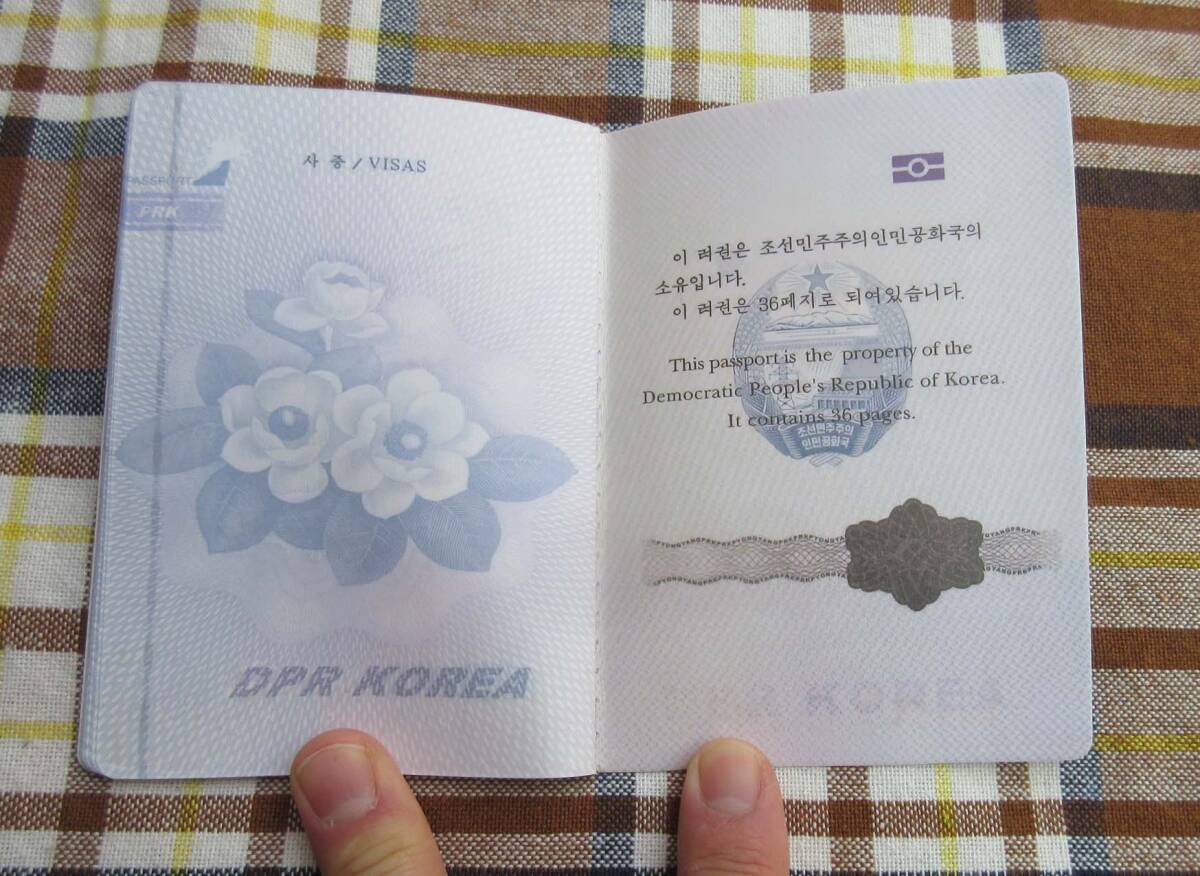 사 증 / VISAS
PASSPORT
PRK
DPR KOREA
이 려권은 조선민주주의인민공화국의
소유입니다.
이 려권은 36페지로 되여있습니다.
This passport is the property of the
Democratic People's Republic of Korea.
It contains 36 pages.
조선민주주의
인민공화국
KOREA